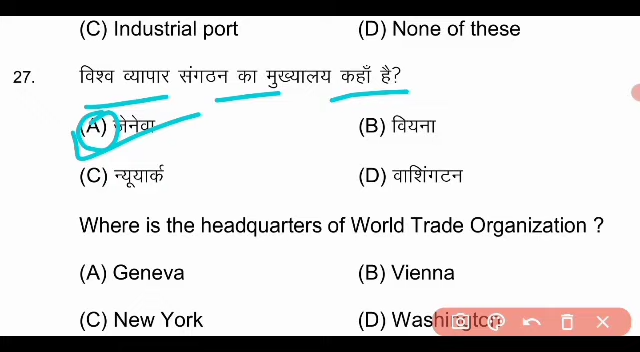 (C) Industrial port (D) None of these
27. विश्व व्यापार संगठन का मुख्यालय कहाँ है?
(A) जेनेवा (B) वियना
(C) न्यूयार्क (D) वाशिंगटन
Where is the headquarters of World Trade Organization ?
(A) Geneva (B) Vienna
(C) New York (D) Washington